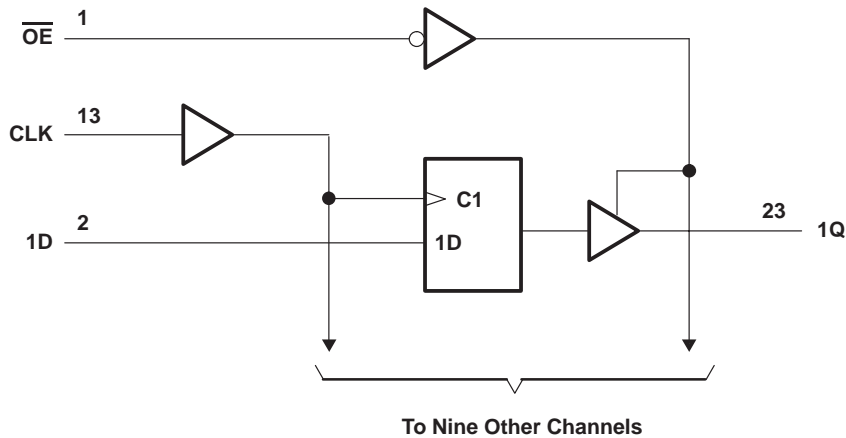 OE 1
CLK 13
C1
1D 2
1D
23 1Q
To Nine Other Channels